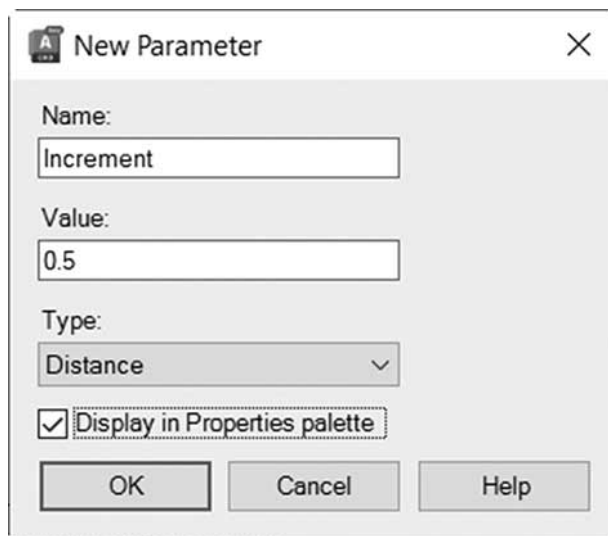 New Parameter
Name:
Increment
Value:
0.5
Type:
Distance
Display in Properties palette
OK Cancel Help